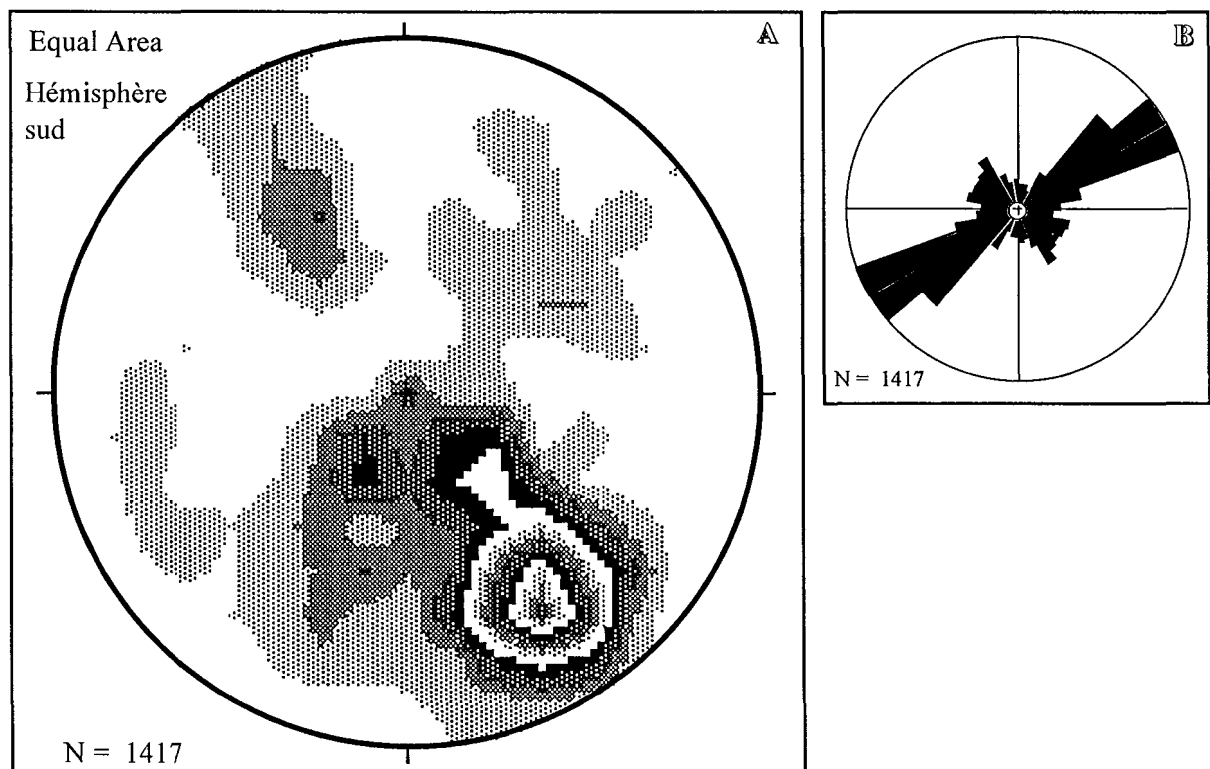 Equal Area
Hémisphère
sud
A
N = 1417
B
N = 1417